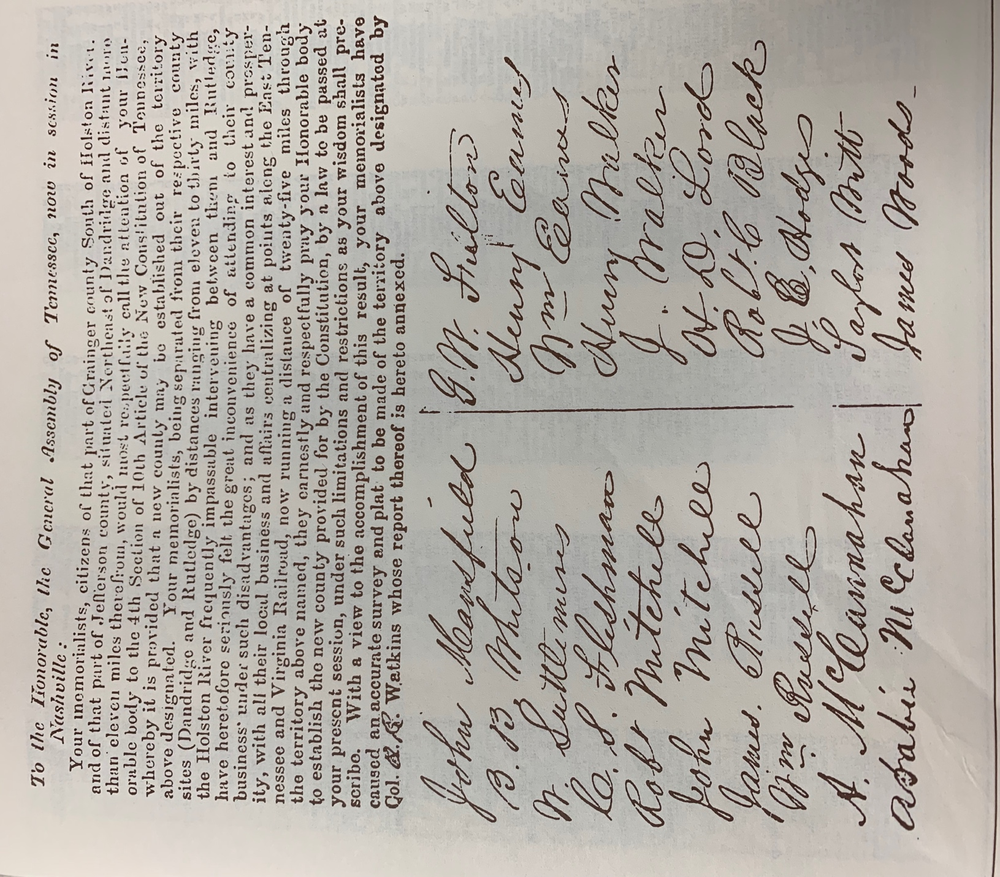 To the Honorable, the General Assembly of Tennessee, now in session in
Nashville:
Your memorialists, citizens of that part of Grainger county South of Holston River.
and of that part of Jefferson county, situated Northeast of Dandridge and distant more
than eleven miles therefrom, would most respectfully call the attention of your Hon-
orable body to the 4th Section of 10th Article of the New Constitution of Tennessee,
whereby it is provided that a new county may be established out of the territory
above designated. Your memorialists, being separated from their respective county
sites (Dandridge and Rutledge) by distances ranging from eleven to thirty miles, with
the Holston River frequently impassable intervening between them and Rutledge,
have heretofore seriously felt the great inconvenience of attending to their county
business under such disadvantages; and as they have a common interest and prosper-
ity, with all their local business and affairs centralizing at points along the East Ten-
nessee and Virginia Railroad, now running a distance of twenty-five miles through
the territory above named, they earnestly and respectfully pray your Honorable body
to establish the new county provided for by the Constitution, by a law to be passed at
your present session, under such limitations and restrictions as your wisdom shall pre-
scribe. With a view to the accomplishment of this result, your memorialists have
caused an accurate survey and plat to be made of the territory above designated by
Col. Watkins whose report thereof is hereto annexed.
John Mansfield
B. B Whitson
W.
C. S. Fleshman
Robt Mitchell
John Mitchell
James. Russell
Wm Russell
A. McClannahan
McClanahan
G. W. Fulton
Henry Eames
Wm Eames
Henry Walker
J. Walker
H. D. Lord
Robt. C Black
J. C. Hodges
Taylor Witt
James Woods